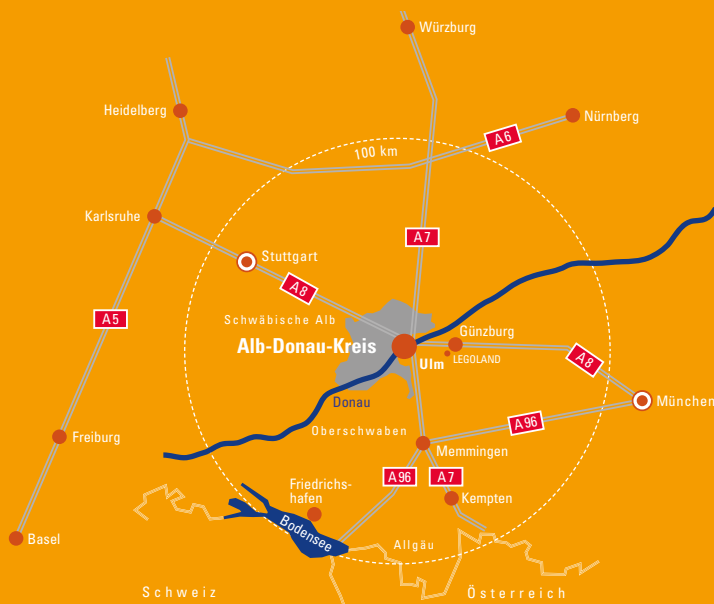 Würzburg
Heidelberg
Nürnberg
A6
100 km
Karlsruhe
A7
Stuttgart
A8
A5
Schwäbische Alb
Günzburg
Alb-Donau-Kreis
Ulm
LEGOLAND
A8
Donau
München
Oberschwaben
A96
Freiburg
Memmingen
A96
A7
Friedrichs-
hafen
Kempten
Bodensee
Basel
Allgäu
Schweiz
Österreich